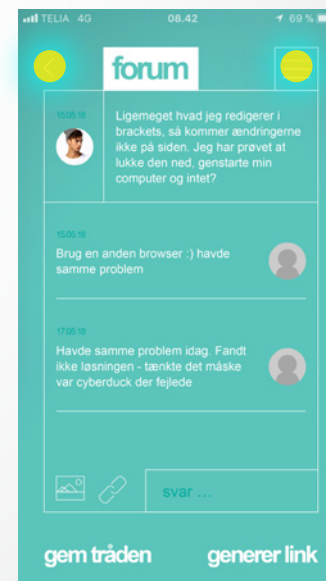 TELIA 4G 08.42 69 %
forum
15.05.18
Ligemeget hvad jeg redigerer i
brackets, så kommer ændringerne
ikke på siden. Jeg har prøvet at
lukke den ned, genstarte min
computer og intet?
15.05.18
Brug en anden browser :) havde
samme problem
17.05.18
Havde samme problem idag. Fandt
ikke løsningen - tænkte det måske
var cyberduck der fejlede
svar ...
gem tråden generer link